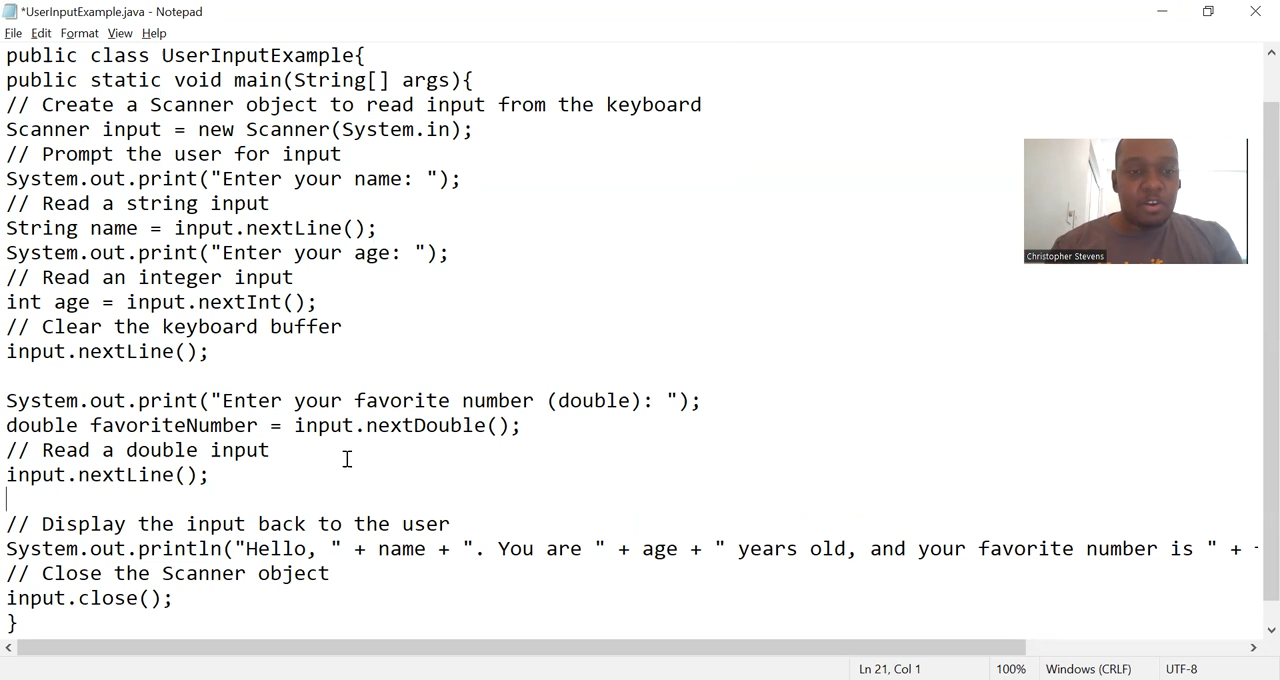 *UserInputExample.java - Notepad
File Edit Format View Help
public class UserInputExample{
public static void main(String[] args){
// Create a Scanner object to read input from the keyboard
Scanner input = new Scanner(System.in);
// Prompt the user for input
System.out.print("Enter your name: ");
// Read a string input
String name = input.nextLine();
System.out.print("Enter your age: ");
// Read an integer input
int age = input.nextInt();
// Clear the keyboard buffer
input.nextLine();
System.out.print("Enter your favorite number (double): ");
double favoriteNumber = input.nextDouble();
// Read a double input
input.nextLine();
// Display the input back to the user
System.out.println("Hello, " + name + ". You are " + age + " years old, and your favorite number is " +
// Close the Scanner object
input.close();
}
Christopher Stevens
Ln 21, Col 1 100% Windows (CRLF) UTF-8